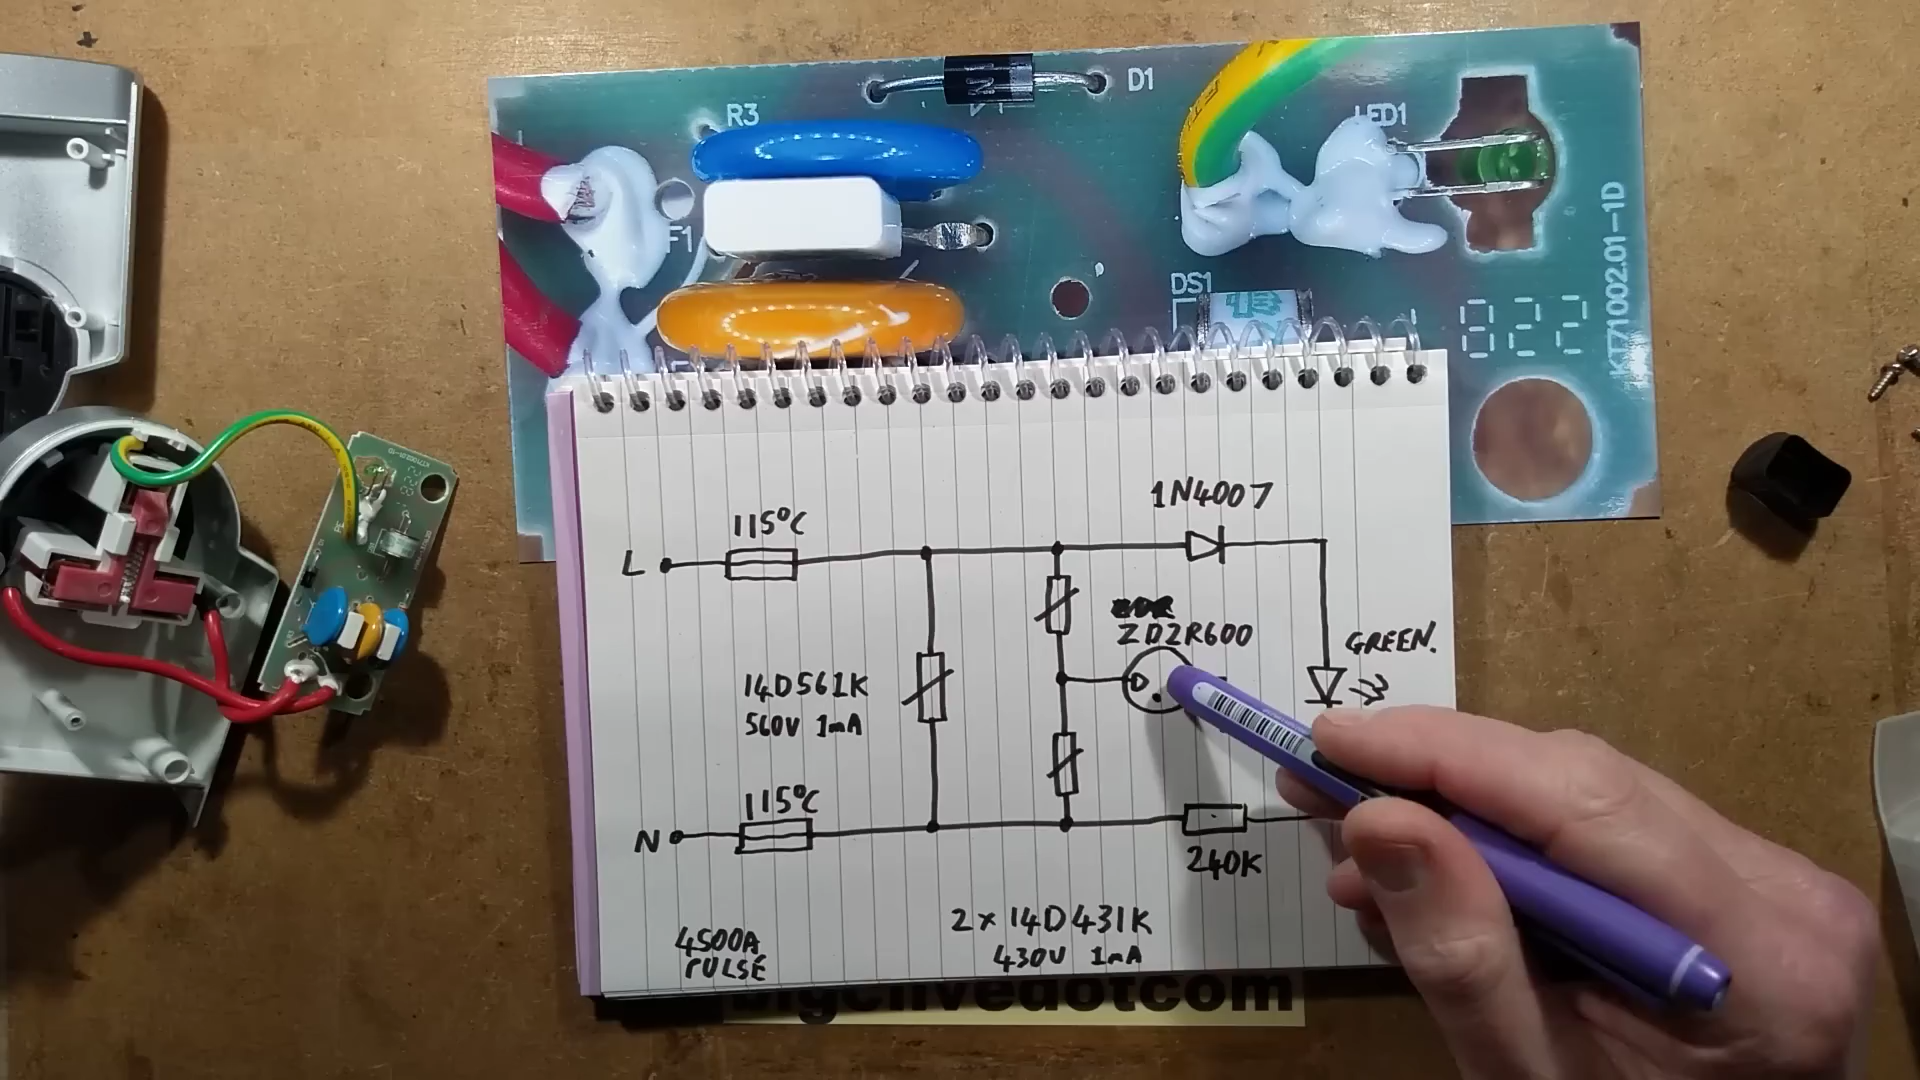 D1
R3
LED1
F1
DS1
822
KT71002.01-1D
1N4007
115°C
L
ZD2R600
GREEN.
14D561K
560V 1mA
115°C
N
240K
2 × 14D431K
430V 1mA
4500A
PULSE
bigclivedotcom